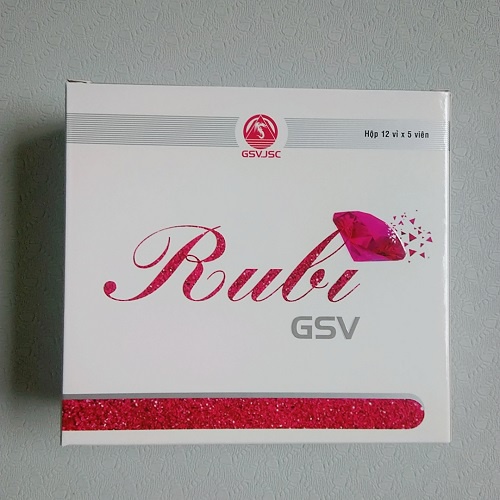 GSVJSC
Hộp 12 vỉ x 5 viên
Rubi
GSV